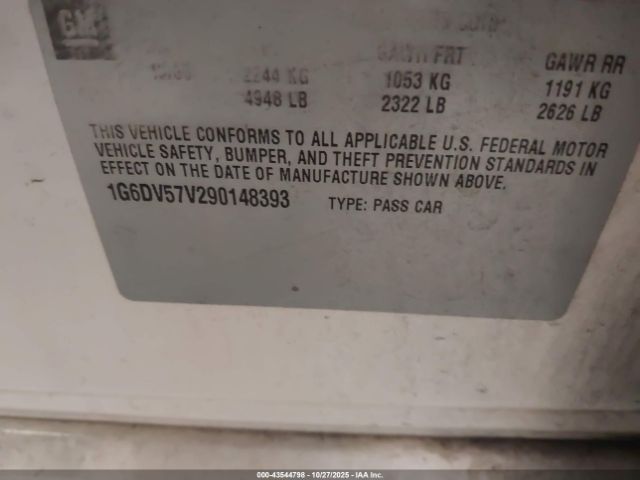 GM
GAWR FRT GAWR RR
2244 KG 1053 KG 1191 KG
4948 LB 2322 LB 2626 LB
THIS VEHICLE CONFORMS TO ALL APPLICABLE U.S. FEDERAL MOTOR
VEHICLE SAFETY, BUMPER, AND THEFT PREVENTION STANDARDS IN
EFFECT ON THE DATE OF MANUFACTURE SHOWN ABOVE.
1G6DV57V290148393 TYPE: PASS CAR
000-43544798 | 10/27/2025 | IAA Inc.